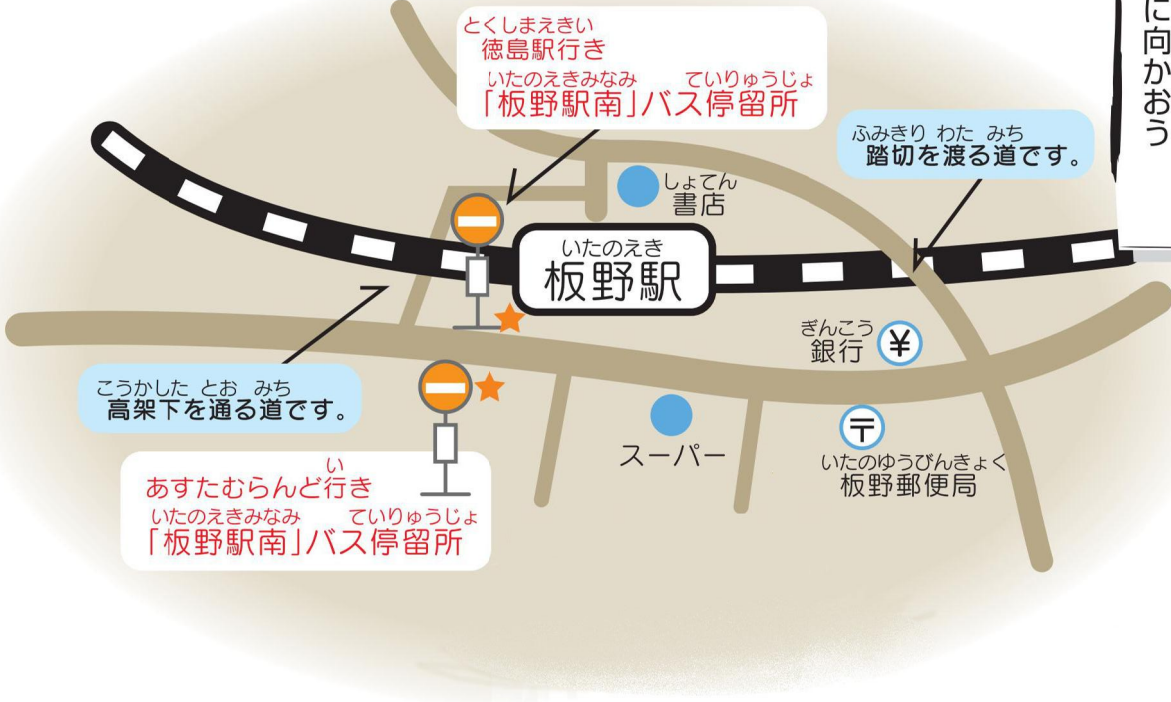 に向かおう
とくしまえきい
徳島駅行き
いたのえきみなみ ていりゅうじょ
「板野駅南」バス停留所
ふみきり わた みち
踏切を渡る道です。
しょてん
書店
いたのえき
板野駅
ぎんこう
銀行
¥
こうかした とお みち
高架下を通る道です。
〒
スーパー
いたのゆうびんきょく
板野郵便局
い
あすたむらんど行き
いたのえきみなみ ていりゅうじょ
「板野駅南」バス停留所